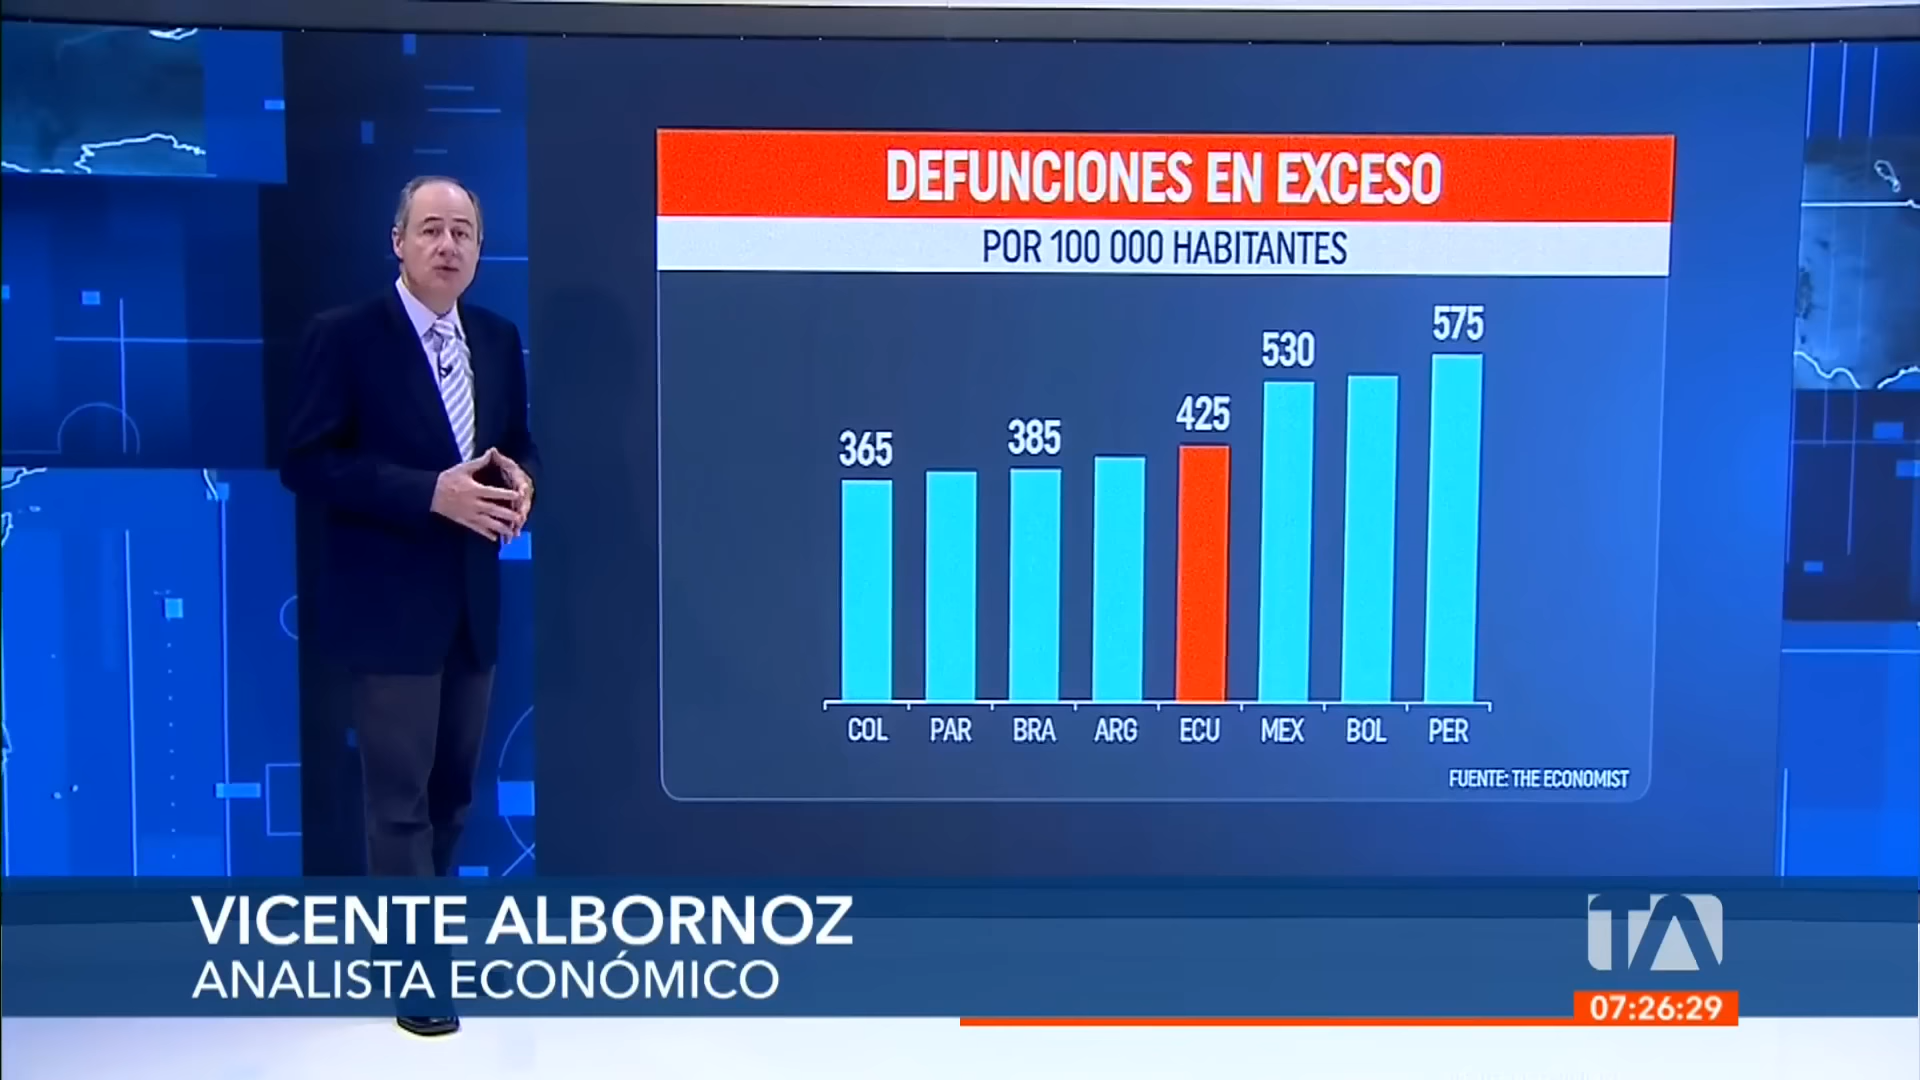 DEFUNCIONES EN EXCESO
POR 100 000 HABITANTES
365
385
425
530
575
COL PAR BRA ARG ECU MEX BOL PER
FUENTE: THE ECONOMIST
VICENTE ALBORNOZ
ANALISTA ECONÓMICO
TA
07:26:29